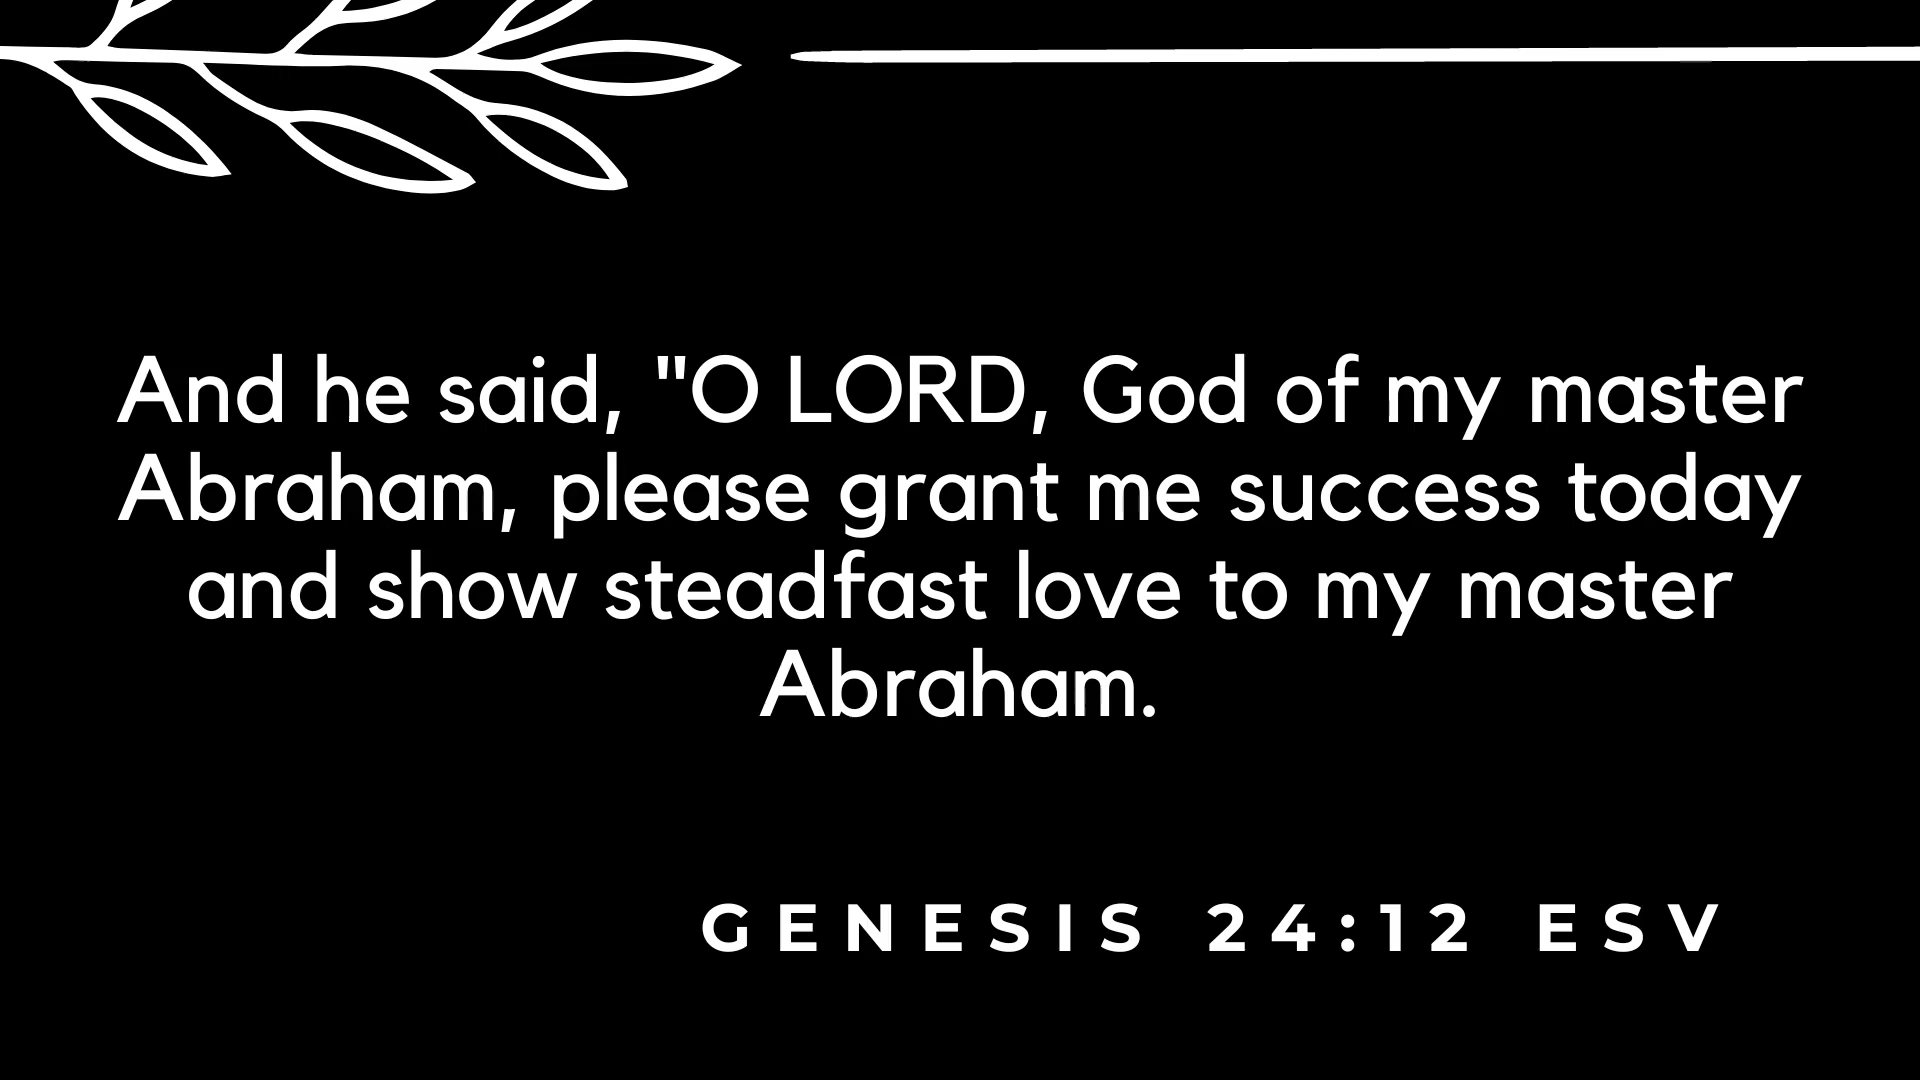 And he said, "O LORD, God of my master
Abraham, please grant me success today
and show steadfast love to my master
Abraham.
GENESIS 24:12 ESV